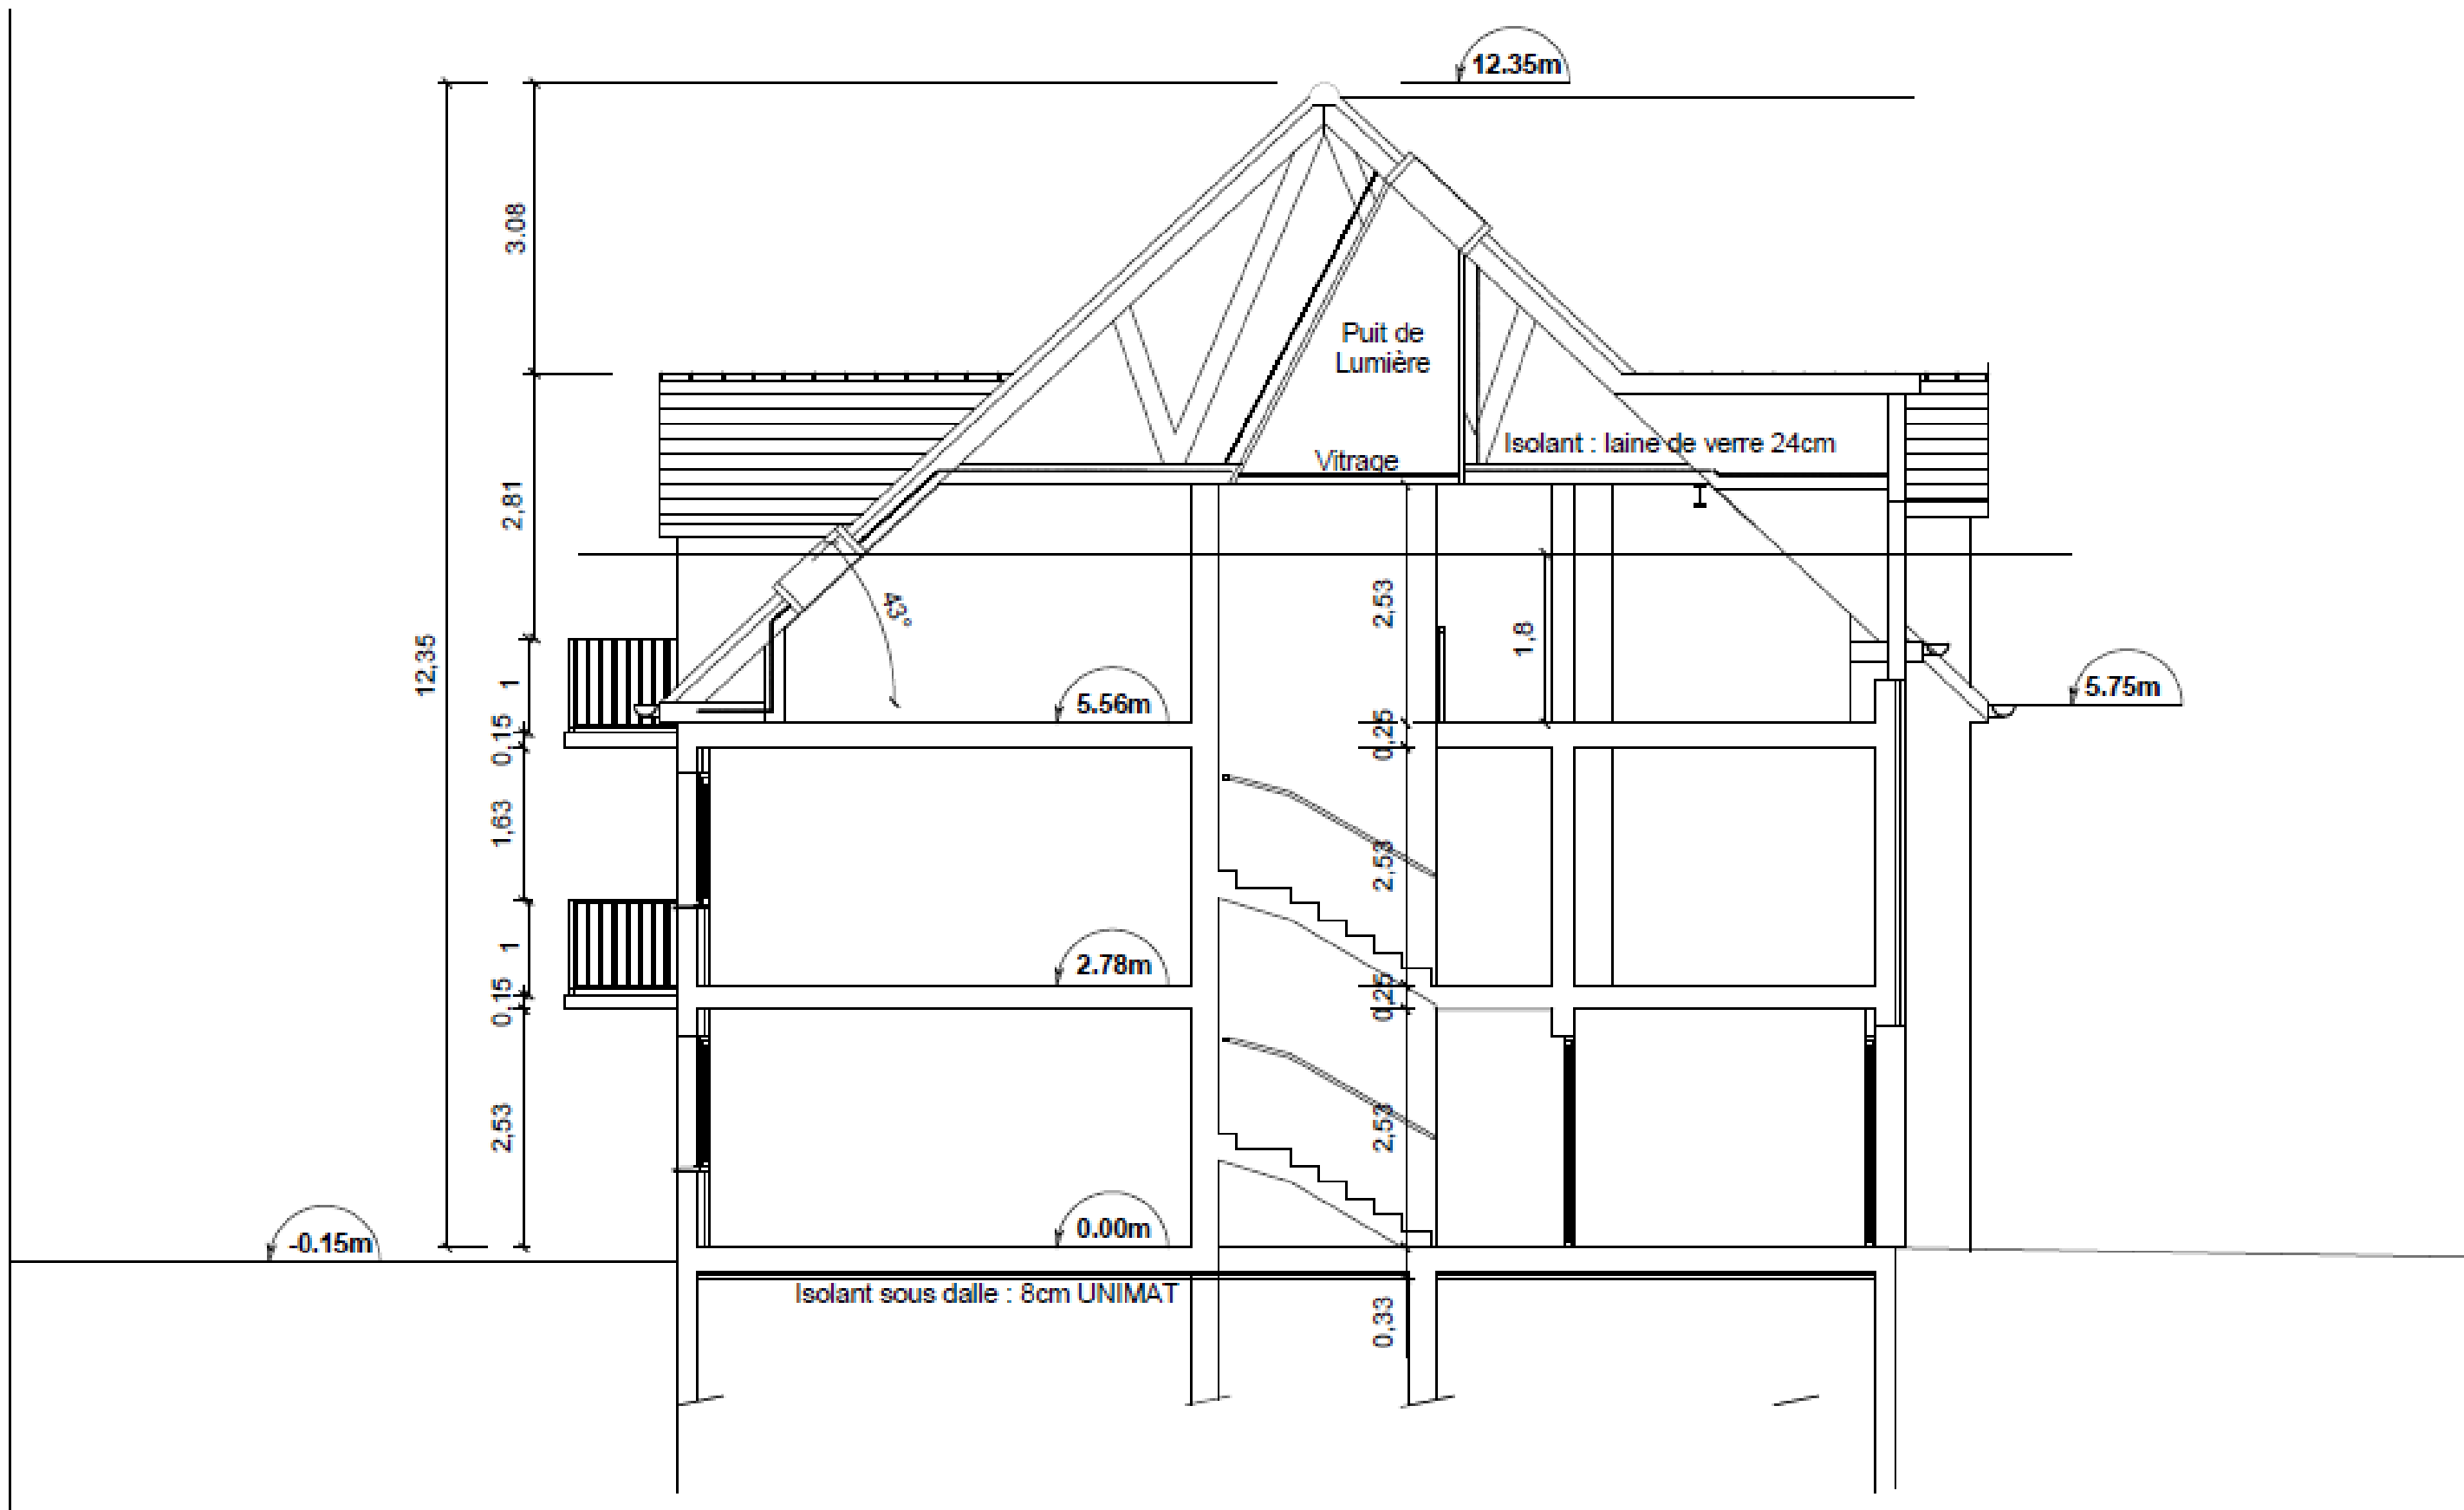 12.35m
3.08
Puit de
Lumière
Isolant : laine de verre 24cm
Vitrage
2,81
43°
2,53
1,8
12,35
1
5.56m
5.75m
0,15
0,25
1,63
2,53
1
2.78m
0,15
0,25
2,53
2,53
-0.15m
0.00m
Isolant sous dalle : 8cm UNIMAT
0,33